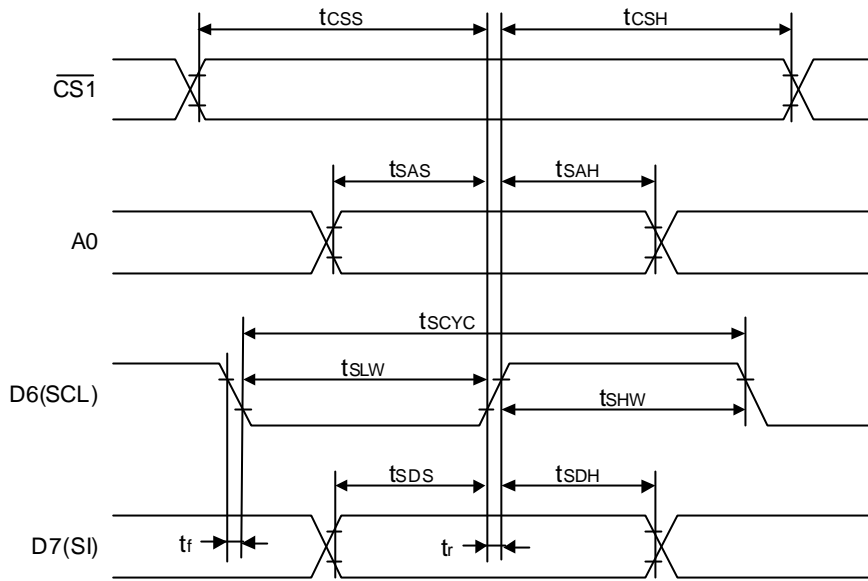 tCSS
tCSH
CS1
tSAS
tSAH
A0
tSCYC
tSLW
D6(SCL)
tSHW
tSDS
tSDH
D7(SI)
tf
tr